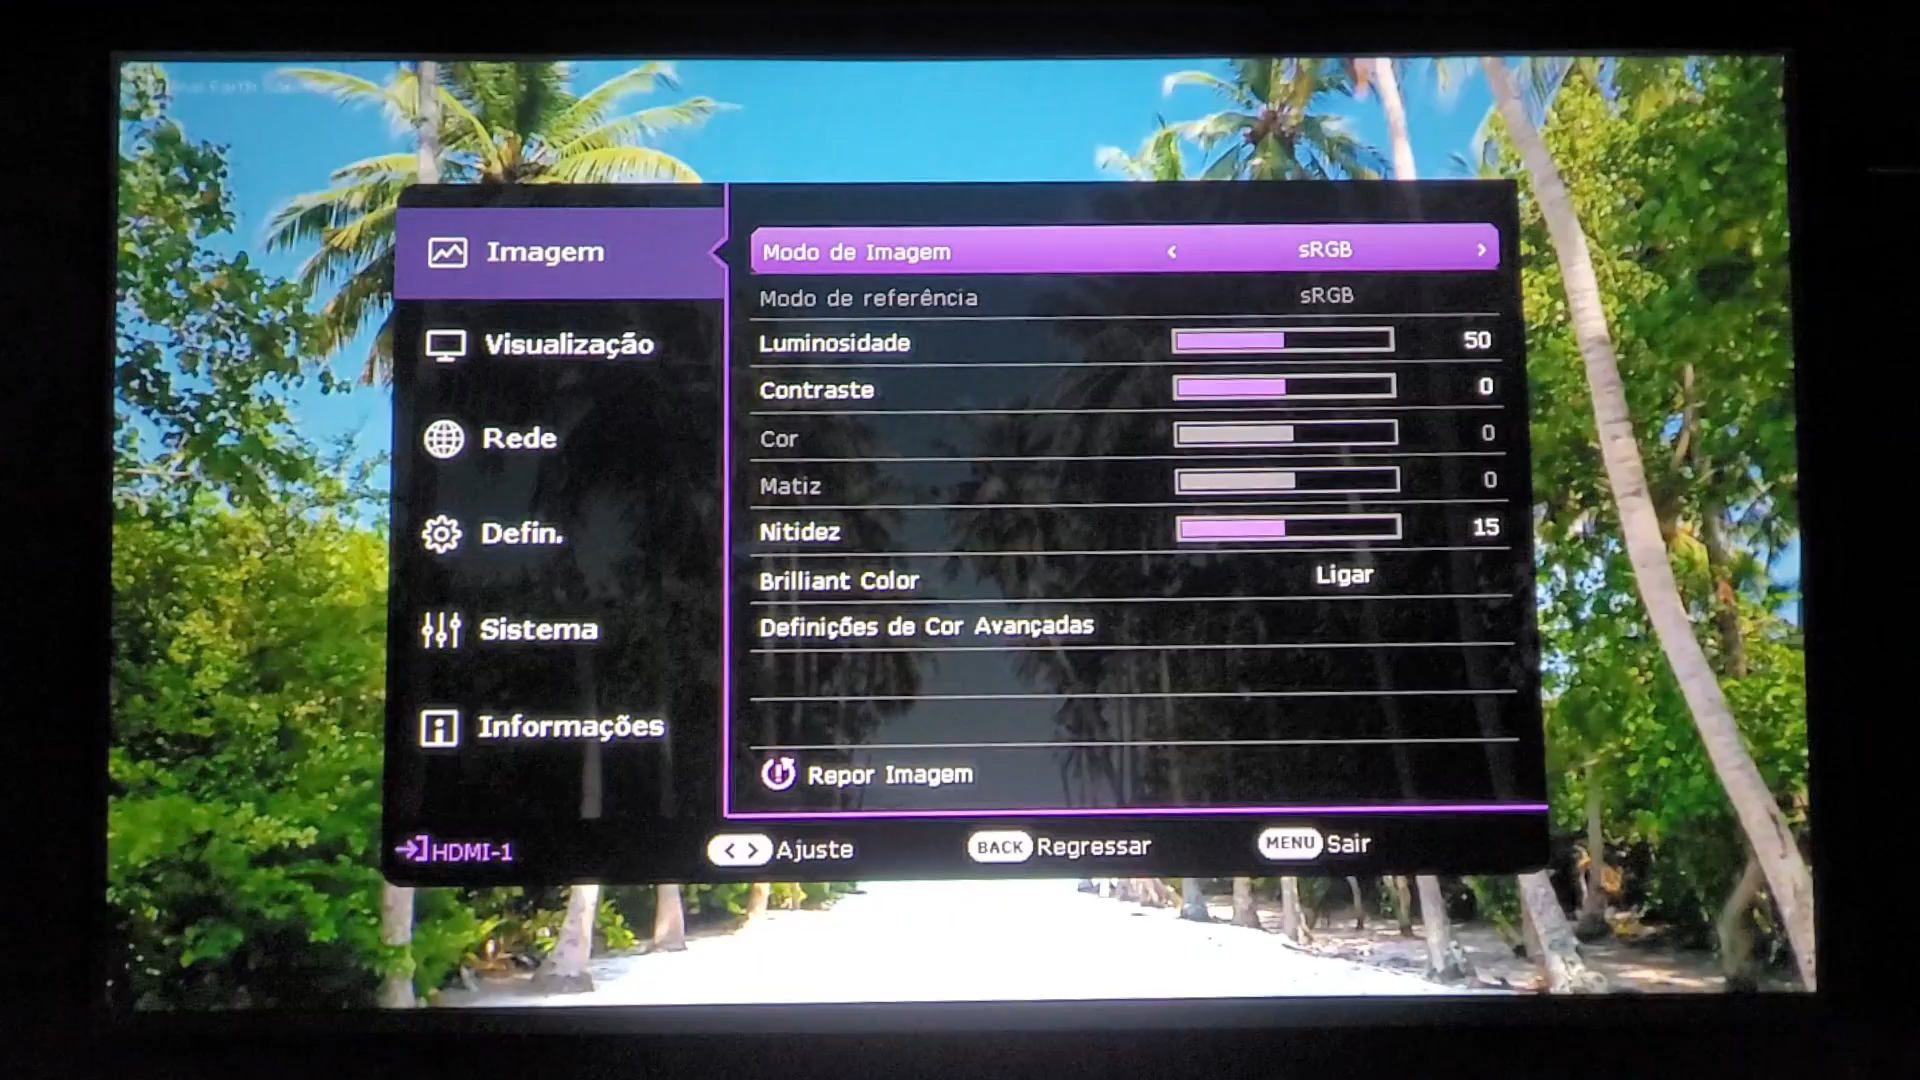 Imagem
Visualização
Rede
Defin.
Sistema
Informações
Modo de Imagem sRGB
Modo de referência sRGB
Luminosidade 50
Contraste 0
Cor 0
Matiz 0
Nitidez 15
Brilliant Color Ligar
Definições de Cor Avançadas
Repor Imagem
HDMI-1
Ajuste
BACK Regressar
MENU Sair